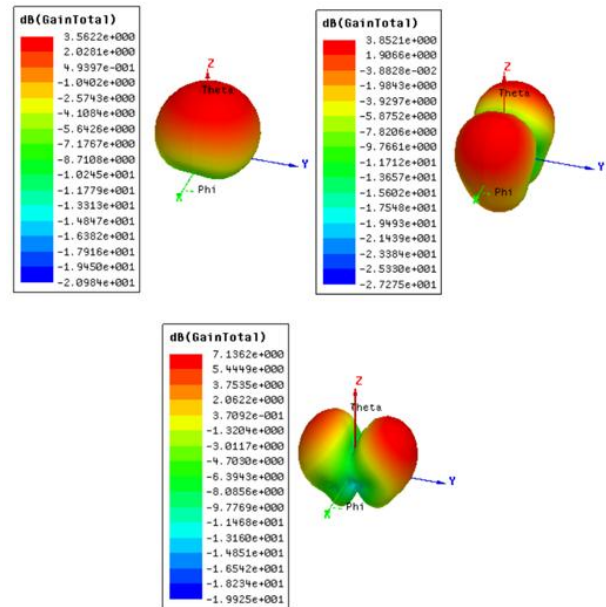 dB(GainTotal)
3.5622e+000
2.0281e+000
4.9397e-001
-1.0402e+000
-2.5743e+000
-4.1084e+000
-5.6426e+000
-7.1767e+000
-8.7108e+000
-1.0245e+001
-1.1779e+001
-1.3313e+001
-1.4847e+001
-1.6382e+001
-1.7916e+001
-1.9450e+001
-2.0984e+001
Z
Theta
Y
X
Phi
dB(GainTotal)
3.8521e+000
1.9066e+000
-3.8828e-002
-1.9843e+000
-3.9297e+000
-5.8752e+000
-7.8206e+000
-9.7661e+000
-1.1712e+001
-1.3657e+001
-1.5602e+001
-1.7548e+001
-1.9493e+001
-2.1439e+001
-2.3384e+001
-2.5330e+001
-2.7275e+001
Z
Theta
Y
X
Phi
dB(GainTotal)
7.1362e+000
5.4449e+000
3.7535e+000
2.0622e+000
3.7092e-001
-1.3204e+000
-3.0117e+000
-4.7030e+000
-6.3943e+000
-8.0856e+000
-9.7769e+000
-1.1468e+001
-1.3160e+001
-1.4851e+001
-1.6542e+001
-1.8234e+001
-1.9925e+001
Z
Theta
Y
X
Phi